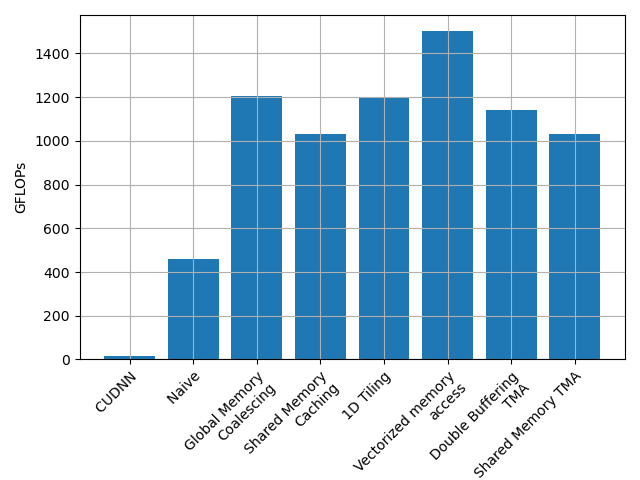 GFLOPs
1400
1200
1000
800
600
400
200
0
CUDNN
Naive
Global Memory
Coalescing
Shared Memory
Caching
1D Tiling
Vectorized memory
access
Double Buffering
TMA
Shared Memory TMA